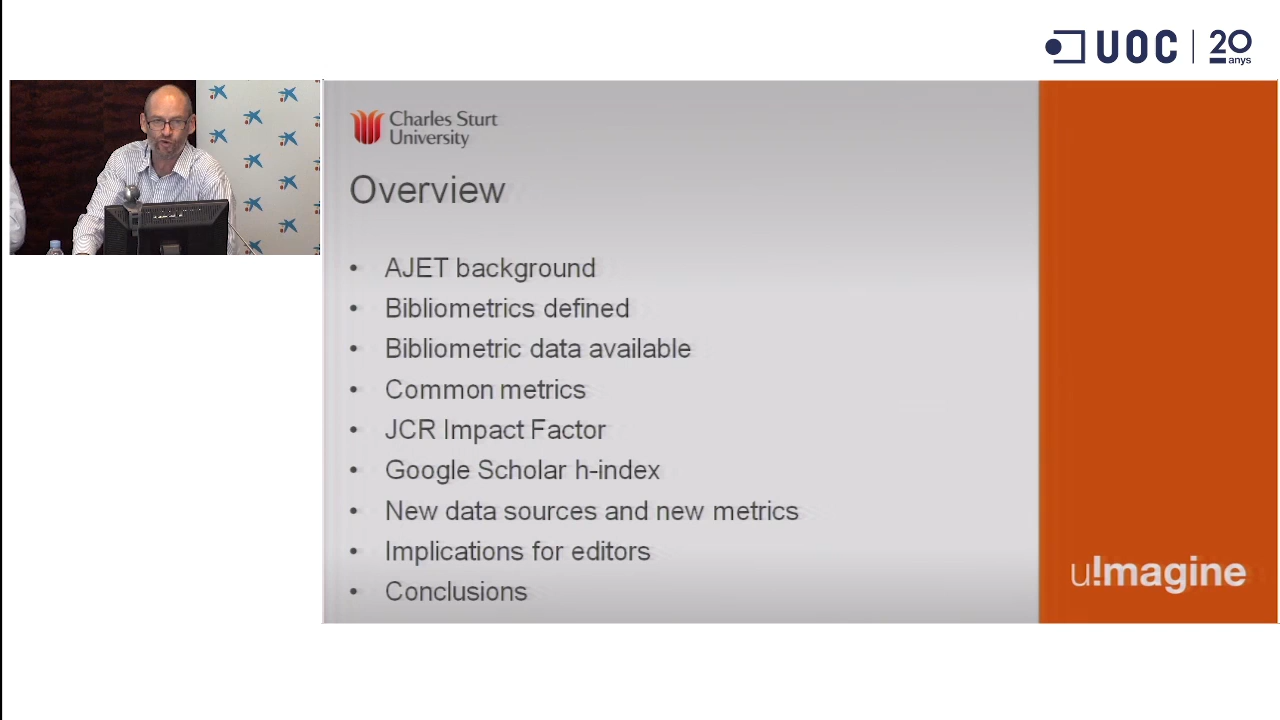 UOC
20
anys
Charles Sturt
University
Overview
• AJET background
• Bibliometrics defined
• Bibliometric data available
• Common metrics
• JCR Impact Factor
• Google Scholar h-index
• New data sources and new metrics
• Implications for editors
• Conclusions
u!magine